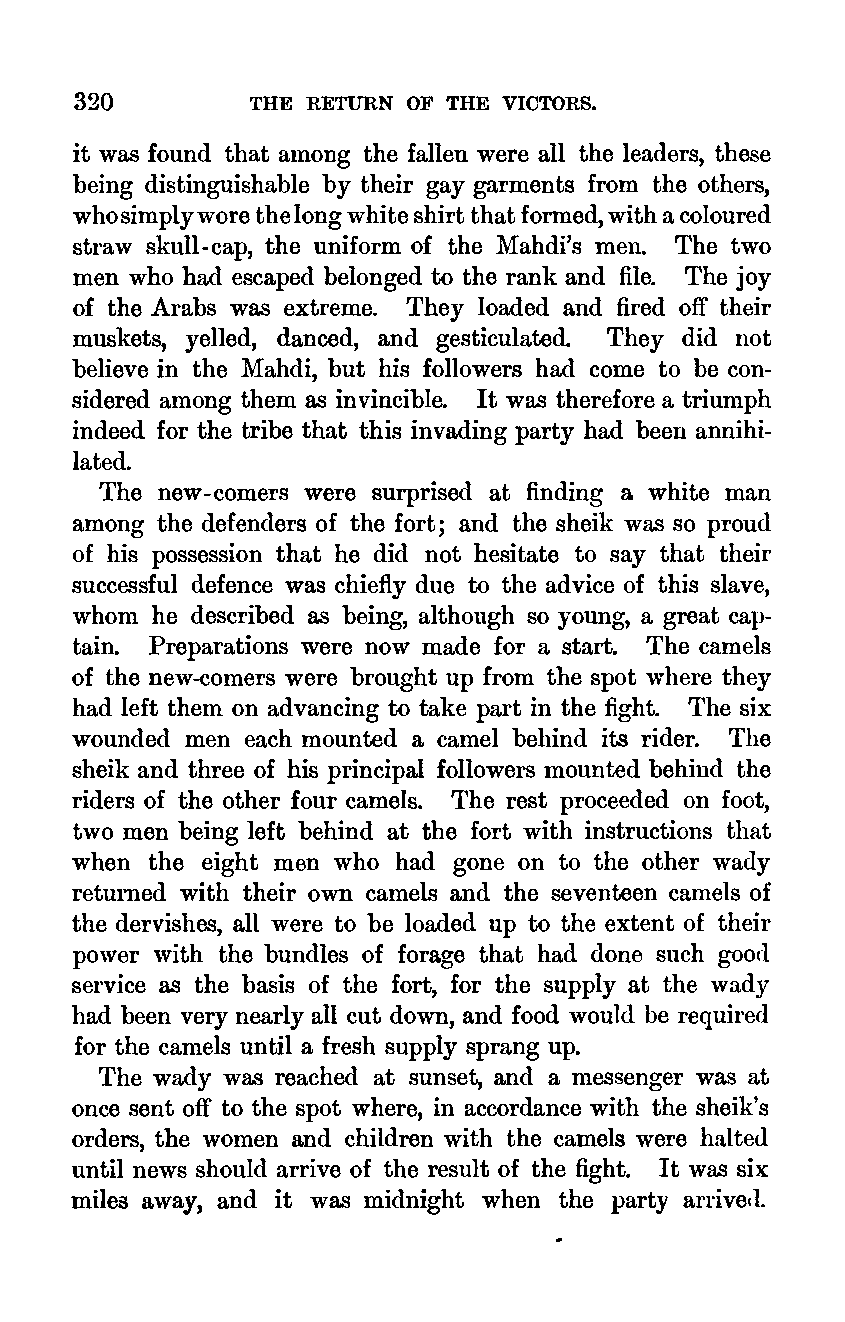 320 THE RETURN OF THE VICTORS.
it was found that among the fallen were all the leaders, these
being distinguishable by their gay garments from the others,
who simply wore the long white shirt that formed, with a coloured
straw skull-cap, the uniform of the Mahdi's men. The two
men who had escaped belonged to the rank and file. The joy
of the Arabs was extreme. They loaded and fired off their
muskets, yelled, danced, and gesticulated. They did not
believe in the Mahdi, but his followers had come to be con-
sidered among them as invincible. It was therefore a triumph
indeed for the tribe that this invading party had been annihi-
lated.
The new-comers were surprised at finding a white man
among the defenders of the fort; and the sheik was so proud
of his possession that he did not hesitate to say that their
successful defence was chiefly due to the advice of this slave,
whom he described as being, although so young, a great cap-
tain. Preparations were now made for a start. The camels
of the new-comers were brought up from the spot where they
had left them on advancing to take part in the fight. The six
wounded men each mounted a camel behind its rider. The
sheik and three of his principal followers mounted behind the
riders of the other four camels. The rest proceeded on foot,
two men being left behind at the fort with instructions that
when the eight men who had gone on to the other wady
returned with their own camels and the seventeen camels of
the dervishes, all were to be loaded up to the extent of their
power with the bundles of forage that had done such good
service as the basis of the fort, for the supply at the wady
had been very nearly all cut down, and food would be required
for the camels until a fresh supply sprang up.
The wady was reached at sunset, and a messenger was at
once sent off to the spot where, in accordance with the sheik's
orders, the women and children with the camels were halted
until news should arrive of the result of the fight. It was six
miles away, and it was midnight when the party arrived.